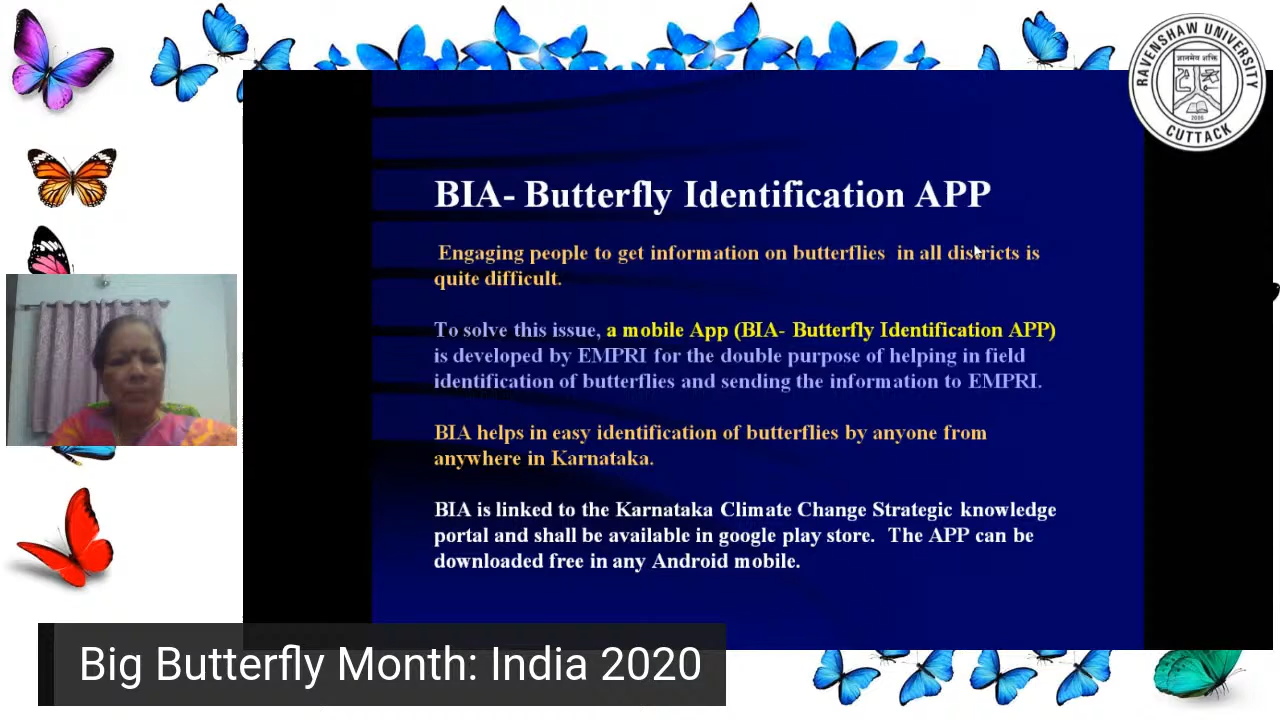 RAVENSHAW UNIVERSITY
CUTTACK
BIA- Butterfly Identification APP
Engaging people to get information on butterflies in all districts is
quite difficult.
To solve this issue, a mobile App (BIA- Butterfly Identification APP)
is developed by EMPRI for the double purpose of helping in field
identification of butterflies and sending the information to EMPRI.
BIA helps in easy identification of butterflies by anyone from
anywhere in Karnataka.
BIA is linked to the Karnataka Climate Change Strategic knowledge
portal and shall be available in google play store. The APP can be
downloaded free in any Android mobile.
Big Butterfly Month: India 2020